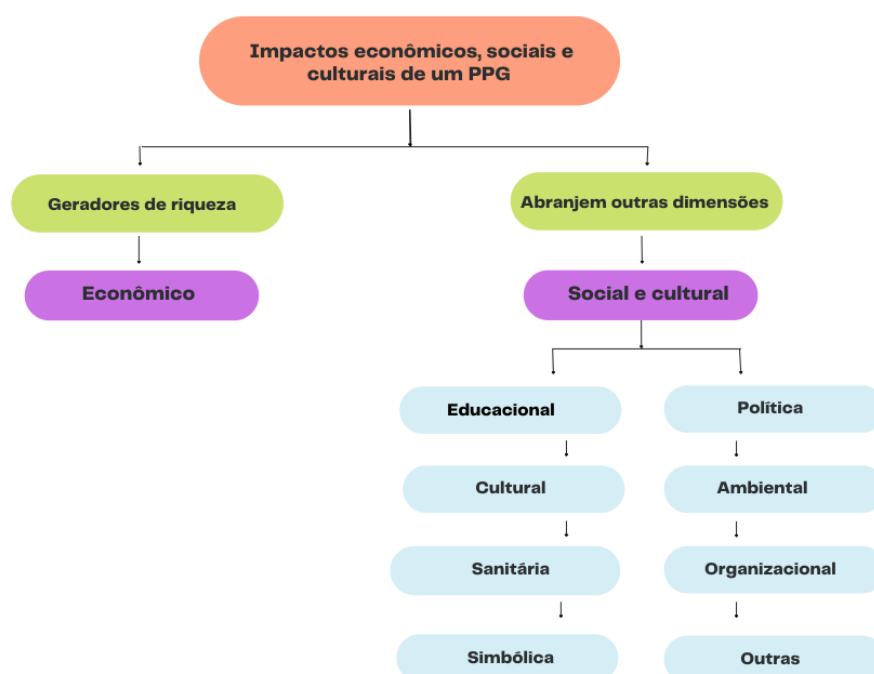 Impactos econômicos, sociais e
culturais de um PPG
Geradores de riqueza
Abranjem outras dimensões
Econômico
Social e cultural
Educacional
Política
Cultural
Ambiental
Sanitária
Organizacional
Simbólica
Outras